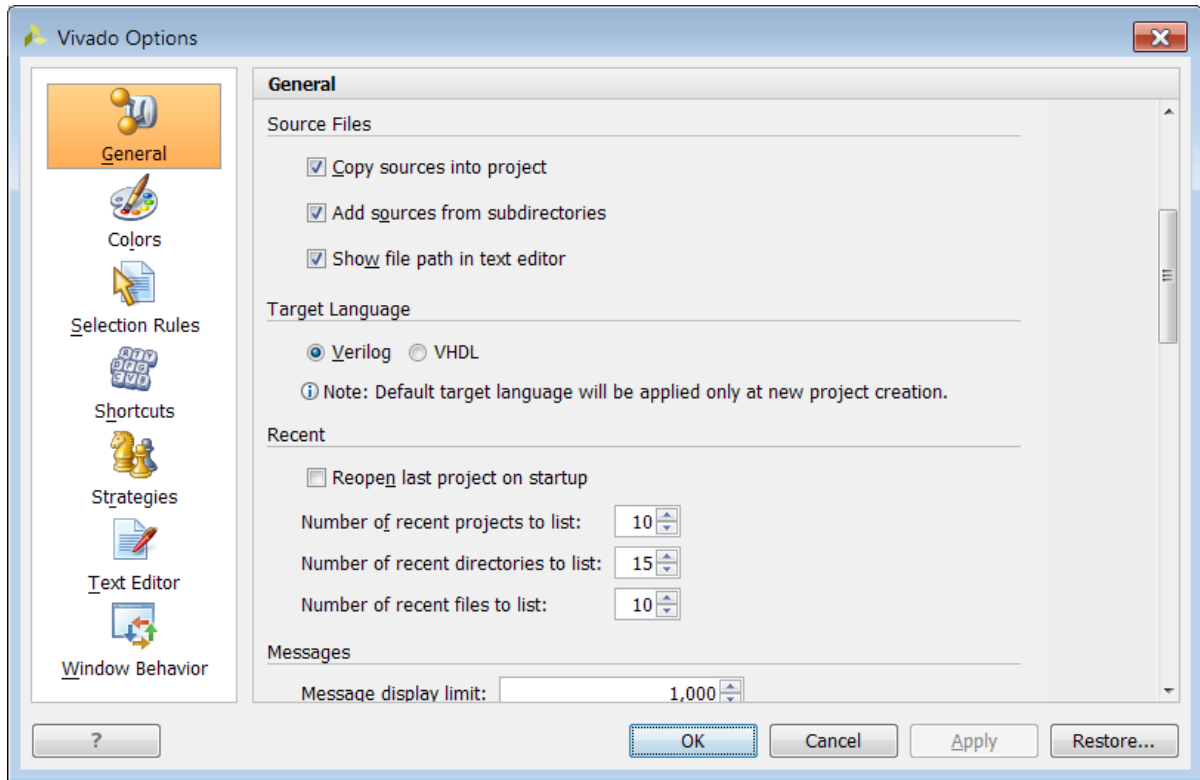 Vivado Options
General
Colors
Selection Rules
Shortcuts
Strategies
Text Editor
Window Behavior
General
Source Files
Copy sources into project
Add sources from subdirectories
Show file path in text editor
Target Language
Verilog VHDL
Note: Default target language will be applied only at new project creation.
Recent
Reopen last project on startup
Number of recent projects to list: 10
Number of recent directories to list: 15
Number of recent files to list: 10
Messages
Message display limit: 1,000
? OK Cancel Apply Restore...